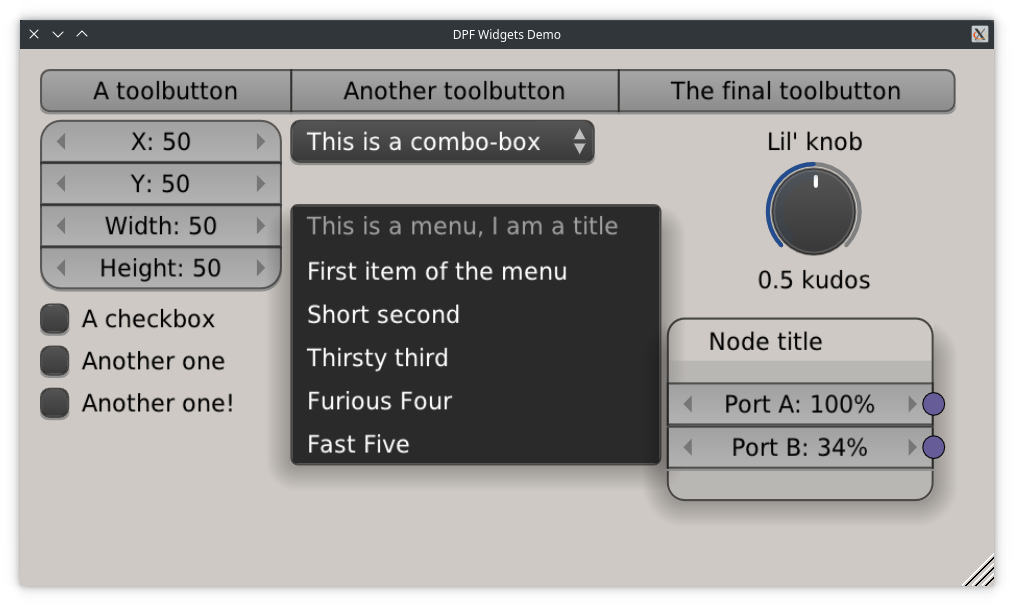 DPF Widgets Demo
A toolbutton
Another toolbutton
The final toolbutton
X: 50
Y: 50
Width: 50
Height: 50
A checkbox
Another one
Another one!
This is a combo-box
This is a menu, I am a title
First item of the menu
Short second
Thirsty third
Furious Four
Fast Five
Lil' knob
0.5 kudos
Node title
Port A: 100%
Port B: 34%